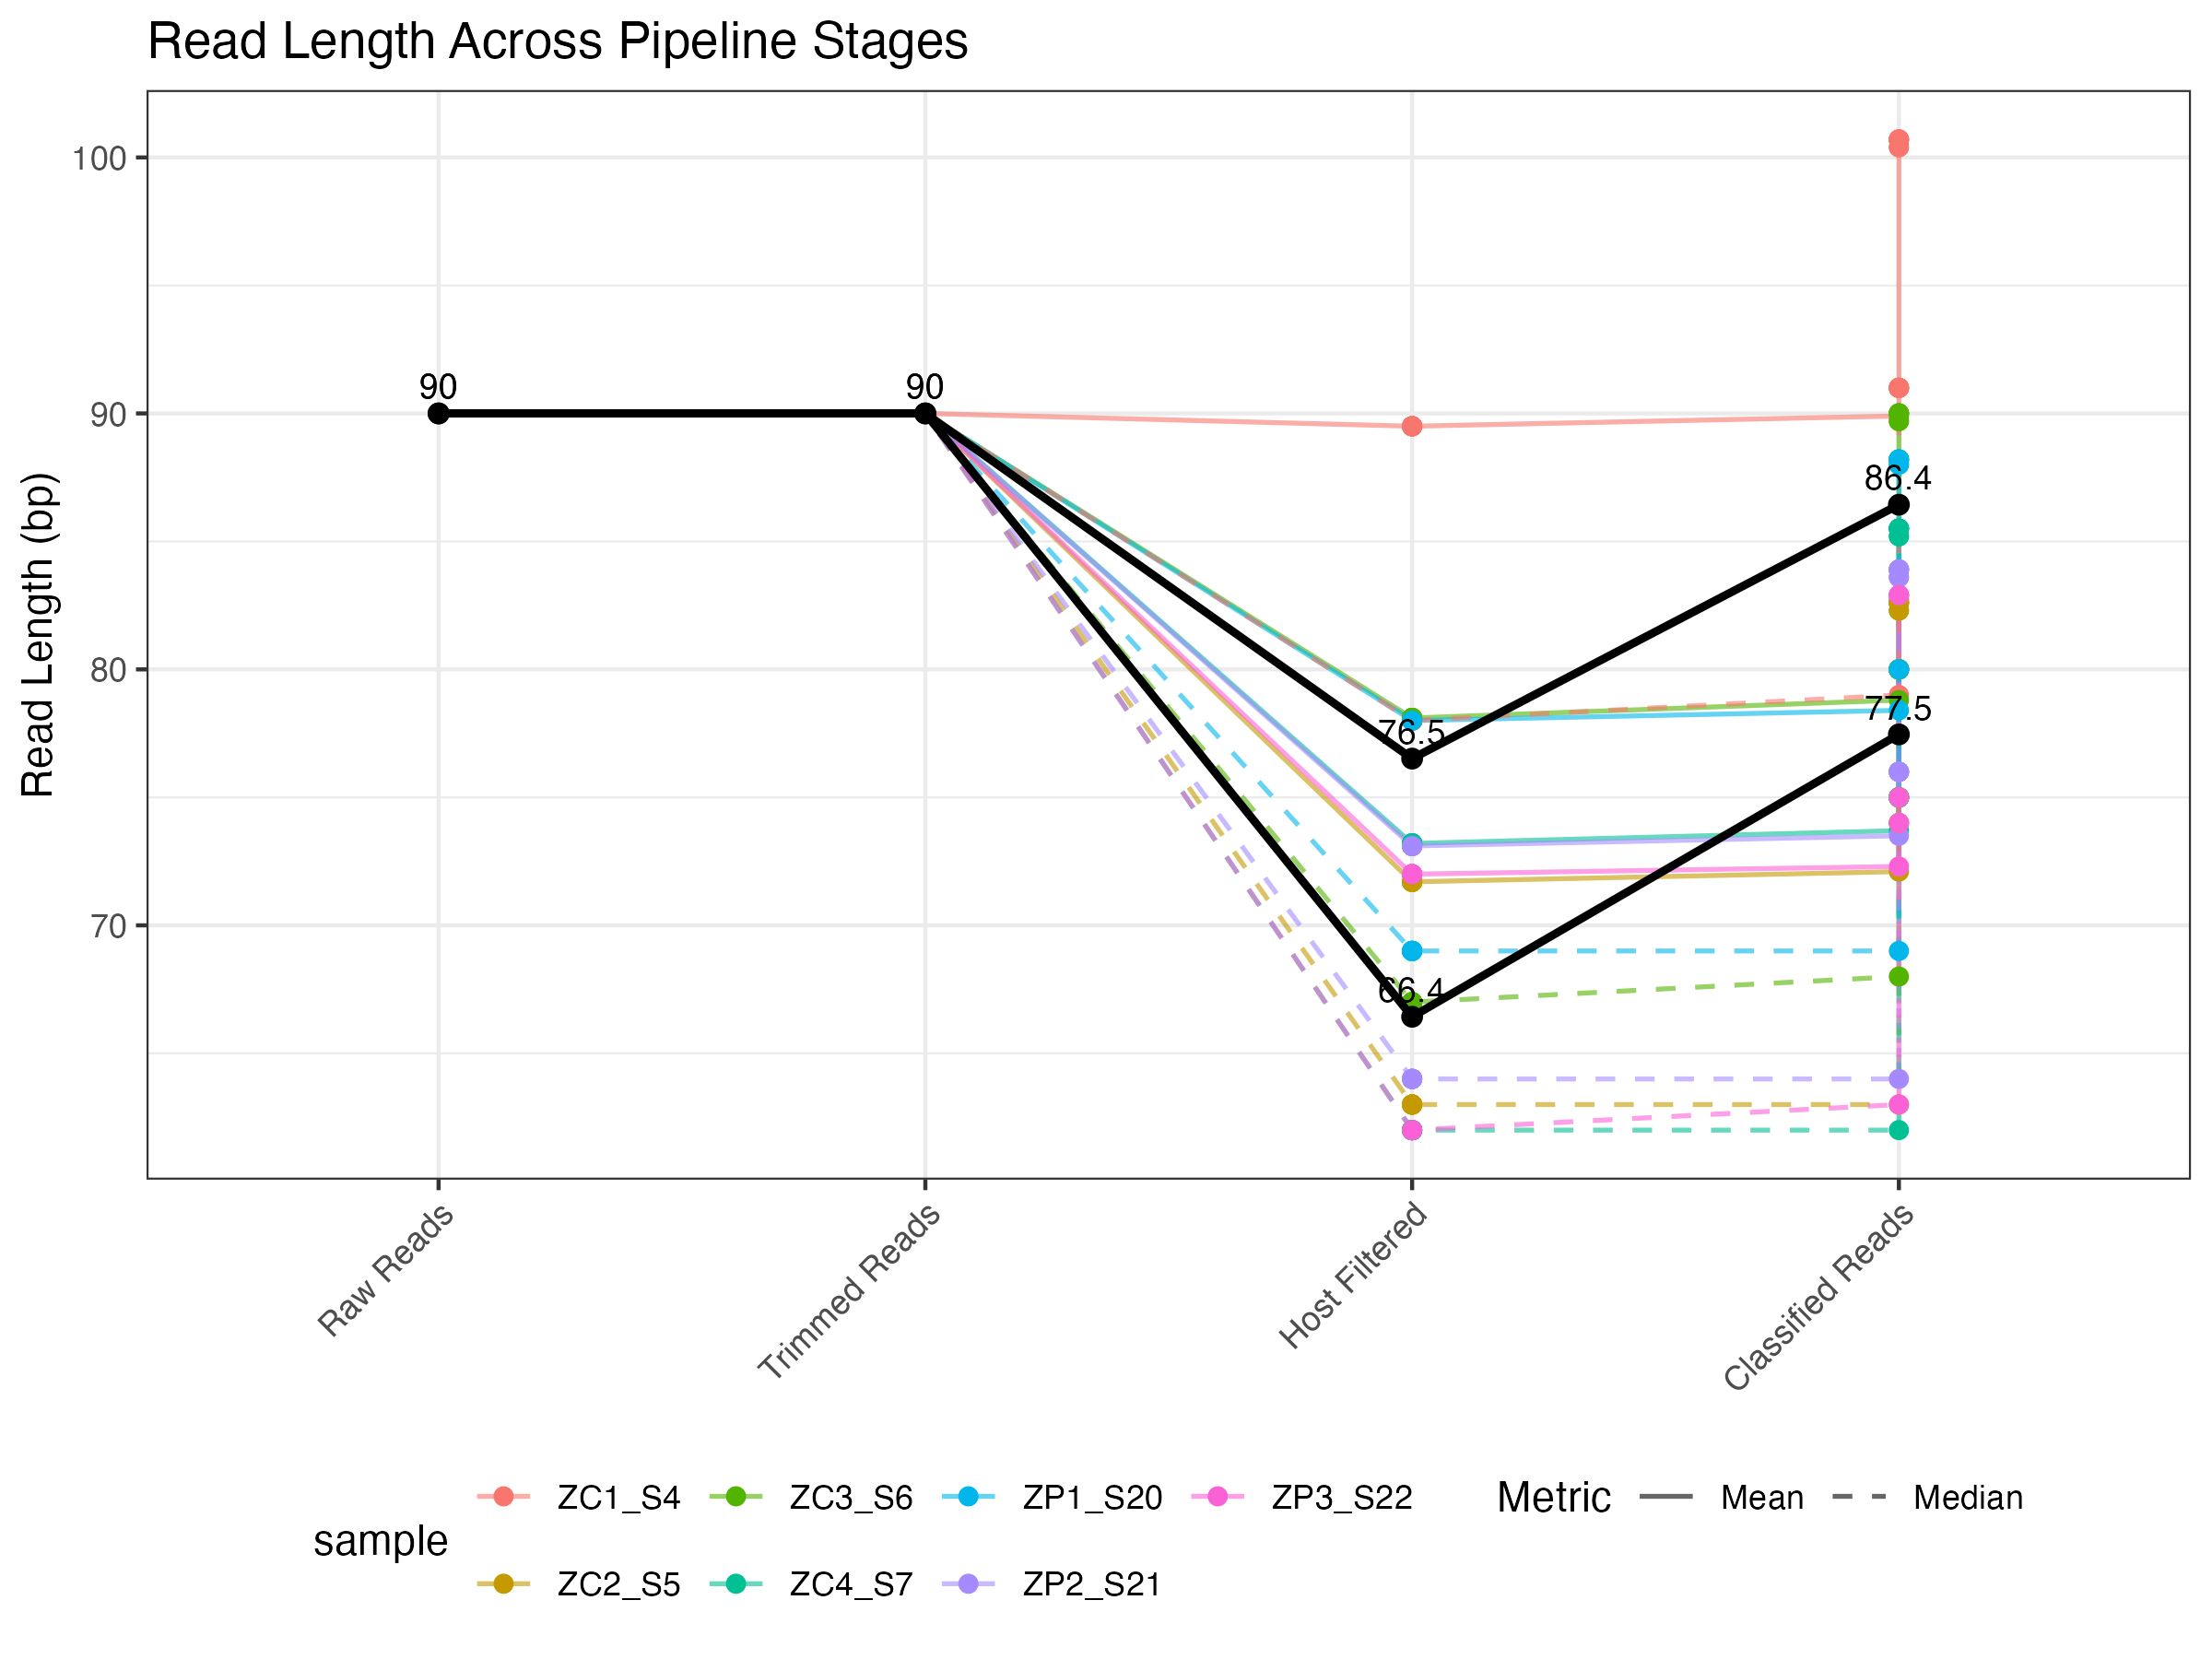 Read Length Across Pipeline Stages
Read Length (bp)
100
90
80
70
90
90
76.5
66.4
86.4
77.5
Raw Reads
Trimmed Reads
Host Filtered
Classified Reads
sample
ZC1_S4
ZC3_S6
ZP1_S20
ZP3_S22
ZC2_S5
ZC4_S7
ZP2_S21
Metric
Mean
Median